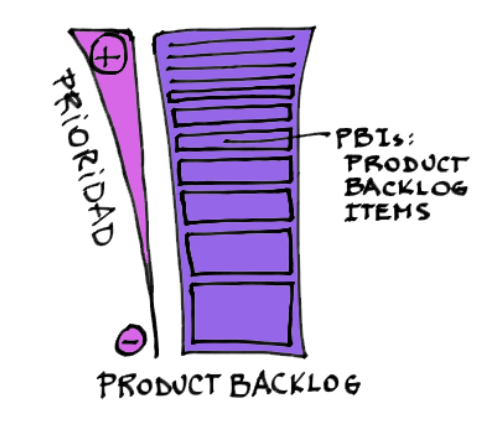 +
PRiORiDAD
PBIs:
PRODUCT
BACKLOG
ITEMS
-
PRODUCT BACKLOG